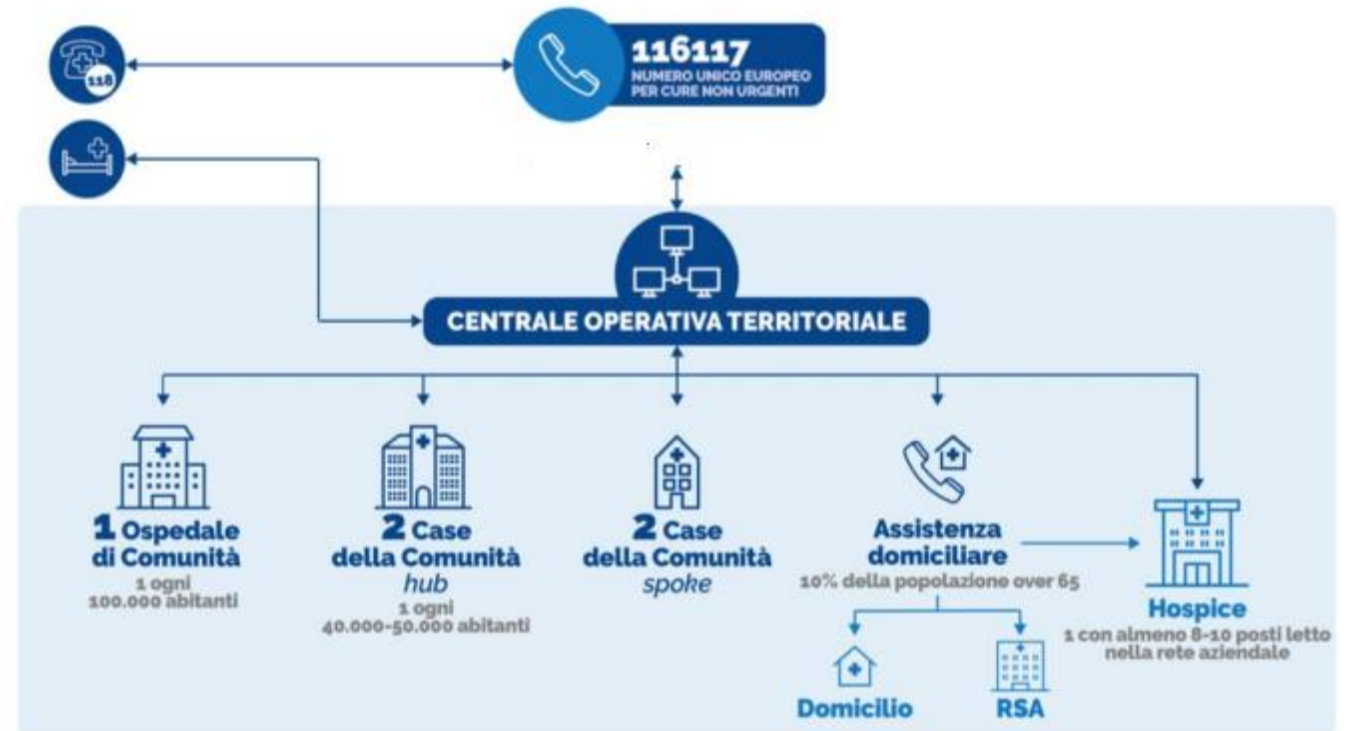 118
116117
NUMERO UNICO EUROPEO
PER CURE NON URGENTI
CENTRALE OPERATIVA TERRITORIALE
1 Ospedale
di Comunità
1 ogni
100.000 abitanti
2 Case
della Comunità
hub
1 ogni
40.000-50.000 abitanti
2 Case
della Comunità
spoke
Assistenza
domiciliare
10% della popolazione over 65
Domicilio
RSA
Hospice
1 con almeno 8-10 posti letto
nella rete aziendale